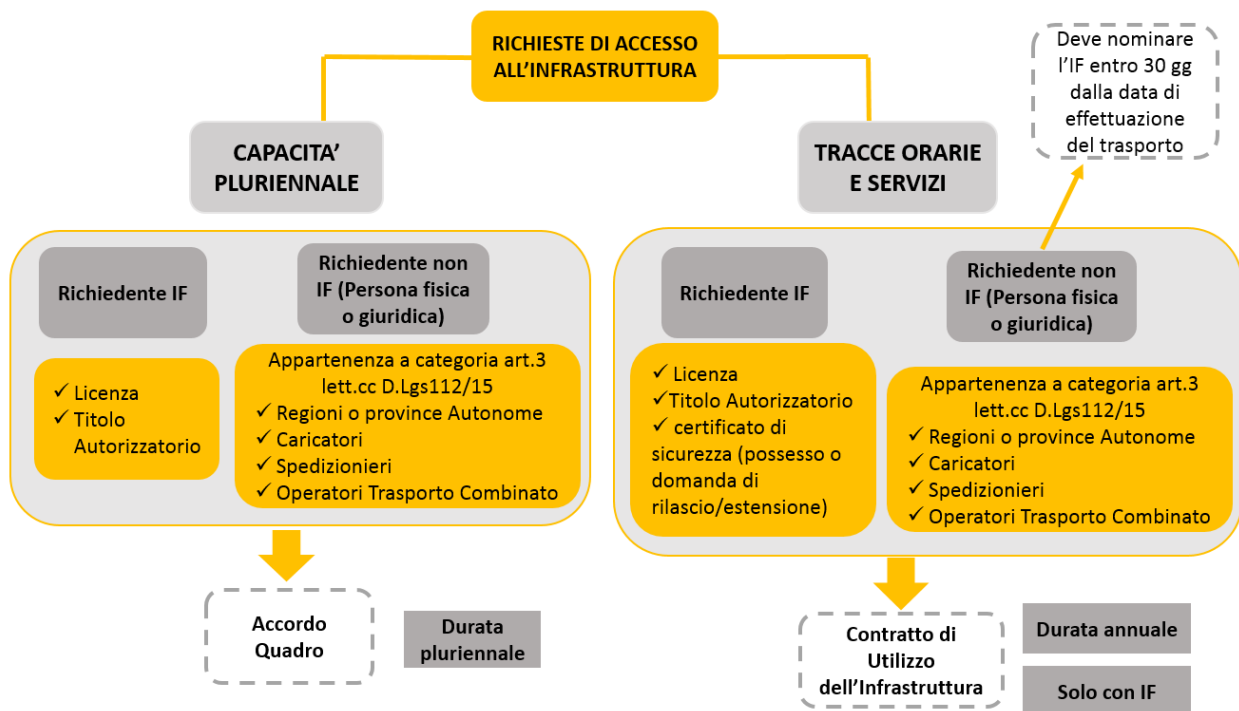 RICHIESTE DI ACCESSO
ALL'INFRASTRUTTURA
Deve nominare
l'IF entro 30 gg
dalla data di
effettuazione
del trasporto
CAPACITA'
PLURIENNALE
TRACCE ORARIE
E SERVIZI
Richiedente IF
Richiedente non
IF (Persona fisica
o giuridica)
✓ Licenza
✓ Titolo
Autorizzatorio
Appartenenza a categoria art.3
lett.cc D.Lgs112/15
✓ Regioni o province Autonome
✓ Caricatori
✓ Spedizionieri
✓ Operatori Trasporto Combinato
Richiedente IF
Richiedente non
IF (Persona fisica
o giuridica)
✓ Licenza
✓Titolo Autorizzatorio
✓ certificato di
sicurezza (possesso o
domanda di
rilascio/estensione)
Appartenenza a categoria art.3
lett.cc D.Lgs112/15
✓ Regioni o province Autonome
✓ Caricatori
✓ Spedizionieri
✓ Operatori Trasporto Combinato
Accordo
Quadro
Durata
pluriennale
Contratto di
Utilizzo
dell'Infrastruttura
Durata annuale
Solo con IF